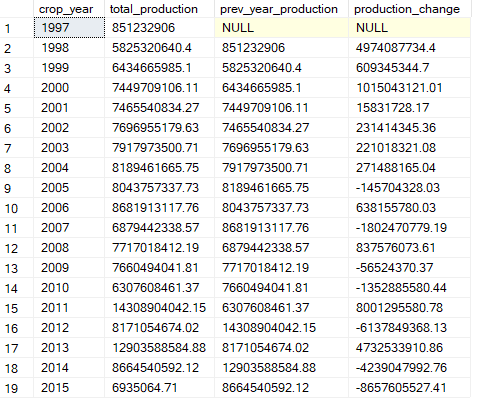 crop_year total_production prev_year_production production_change
1 1997 851232906 NULL NULL
2 1998 5825320640.4 851232906 4974087734.4
3 1999 6434665985.1 5825320640.4 609345344.7
4 2000 7449709106.11 6434665985.1 1015043121.01
5 2001 7465540834.27 7449709106.11 15831728.17
6 2002 7696955179.63 7465540834.27 231414345.36
7 2003 7917973500.71 7696955179.63 221018321.08
8 2004 8189461665.75 7917973500.71 271488165.04
9 2005 8043757337.73 8189461665.75 -145704328.03
10 2006 8681913117.76 8043757337.73 638155780.03
11 2007 6879442338.57 8681913117.76 -1802470779.19
12 2008 7717018412.19 6879442338.57 837576073.61
13 2009 7660494041.81 7717018412.19 -56524370.37
14 2010 6307608461.37 7660494041.81 -1352885580.44
15 2011 14308904042.15 6307608461.37 8001295580.78
16 2012 8171054674.02 14308904042.15 -6137849368.13
17 2013 12903588584.88 8171054674.02 4732533910.86
18 2014 8664540592.12 12903588584.88 -4239047992.76
19 2015 6935064.71 8664540592.12 -8657605527.41